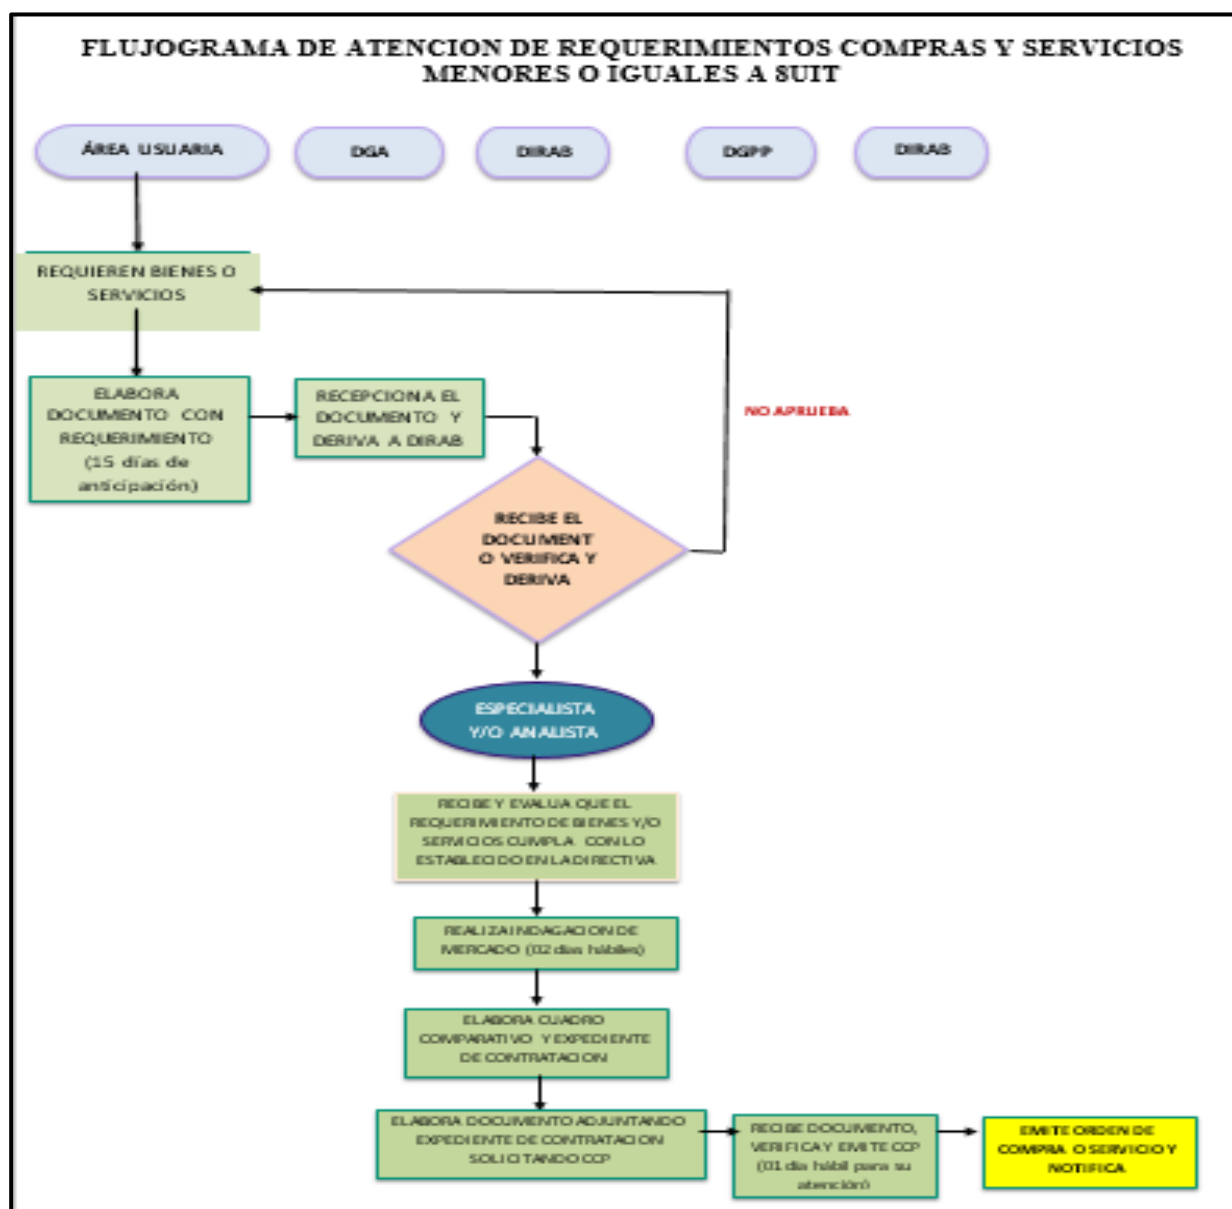 FLUJOGRAMA DE ATENCION DE REQUERIMIENTOS COMPRAS Y SERVICIOS
MENORES O IGUALES A 8UIT
ÁREA USUARIA
DGA
DIRAB
DGPP
DIRAB
REQUIEREN BIENES O
SERVICIOS
ELABORA
DOCUMENTO CON
REQUERIMIENTO
(15 días de
anticipación)
RECEPCIONA EL
DOCUMENTO Y
DERIVA A DIRAB
NO APRUEBA
RECIBE EL
DOCUMENT
O VERIFICA Y
DERIVA
ESPECIALISTA
Y/O ANALISTA
RECIBE Y EVALUA QUE EL
REQUERIMIENTO DE BIENES Y/O
SERVICIOS CUMPLA CON LO
ESTABLECIDO EN LA DIRECTIVA
REALIZA INDAGACION DE
MERCADO (02 días hábiles)
ELABORA CUADRO
COMPARATIVO Y EXPEDIENTE
DE CONTRATACION
ELABORA DOCUMENTO ADJUNTANDO
EXPEDIENTE DE CONTRATACION
SOLICITANDO CCP
RECIBE DOCUMENTO,
VERIFICA Y EMITE CCP
(01 día hábil para su
atención)
EMITE ORDEN DE
COMPRA O SERVICIO Y
NOTIFICA